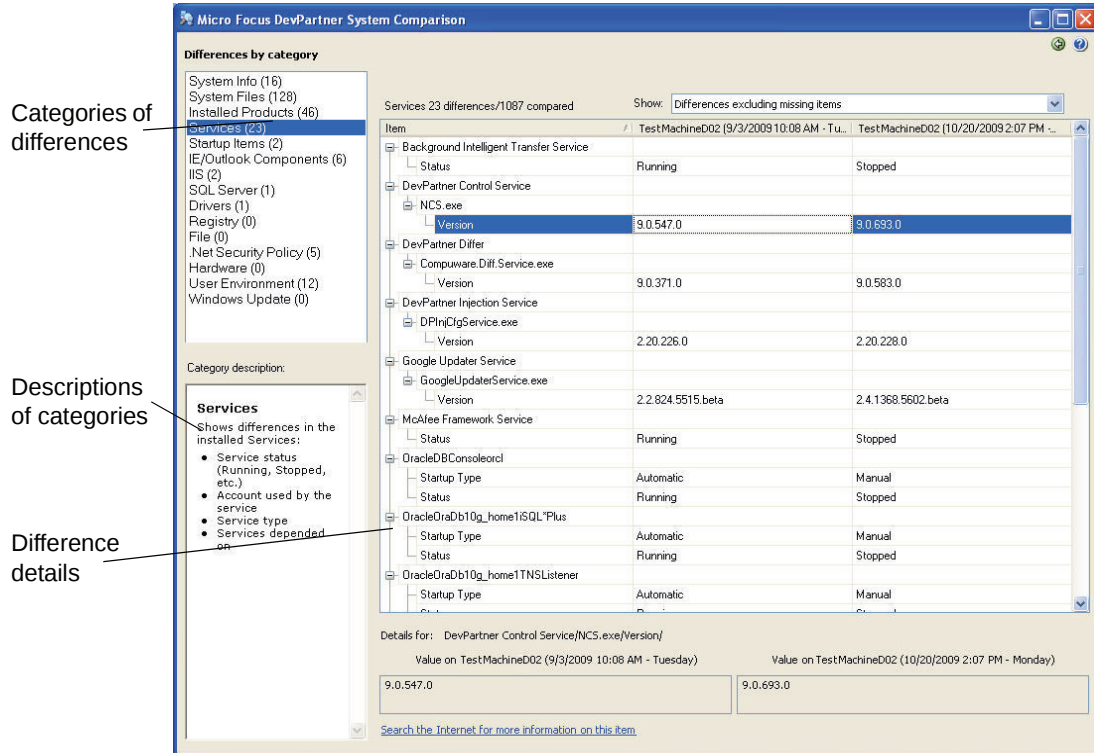 Micro Focus DevPartner System Comparison
Differences by category
System Info (16)
System Files (128)
Installed Products (46)
Services (23)
Startup Items (2)
IE/Outlook Components (6)
IIS (2)
SQL Server (1)
Drivers (1)
Registry (0)
File (0)
.Net Security Policy (5)
Hardware (0)
User Environment (12)
Windows Update (0)
Categories of
differences
Category description:
Services
Shows differences in the
installed Services:
• Service status
(Running, Stopped,
etc.)
• Account used by the
service
• Service type
• Services depended
on
Descriptions
of categories
Difference
details
Services 23 differences/1087 compared
Show: Differences excluding missing items
Item TestMachineD02 (9/3/2009 10:08 AM - Tu... TestMachineD02 (10/20/2009 2:07 PM -...
Background Intelligent Transfer Service
Status Running Stopped
DevPartner Control Service
NCS.exe
Version 9.0.547.0 9.0.693.0
DevPartner Differ
Compuware.Diff.Service.exe
Version 9.0.371.0 9.0.583.0
DevPartner Injection Service
DPInjCfgService.exe
Version 2.20.226.0 2.20.228.0
Google Updater Service
GoogleUpdaterService.exe
Version 2.2.824.5515.beta 2.4.1368.5602.beta
McAfee Framework Service
Status Running Stopped
OracleDBConsoleorcl
Startup Type Automatic Manual
Status Running Stopped
OracleOraDb10g_home1iSQL*Plus
Startup Type Automatic Manual
Status Running Stopped
OracleOraDb10g_home1TNSListener
Startup Type Automatic Manual
Details for: DevPartner Control Service/NCS.exe/Version/
Value on TestMachineD02 (9/3/2009 10:08 AM - Tuesday) Value on TestMachineD02 (10/20/2009 2:07 PM - Monday)
9.0.547.0 9.0.693.0
Search the Internet for more information on this item